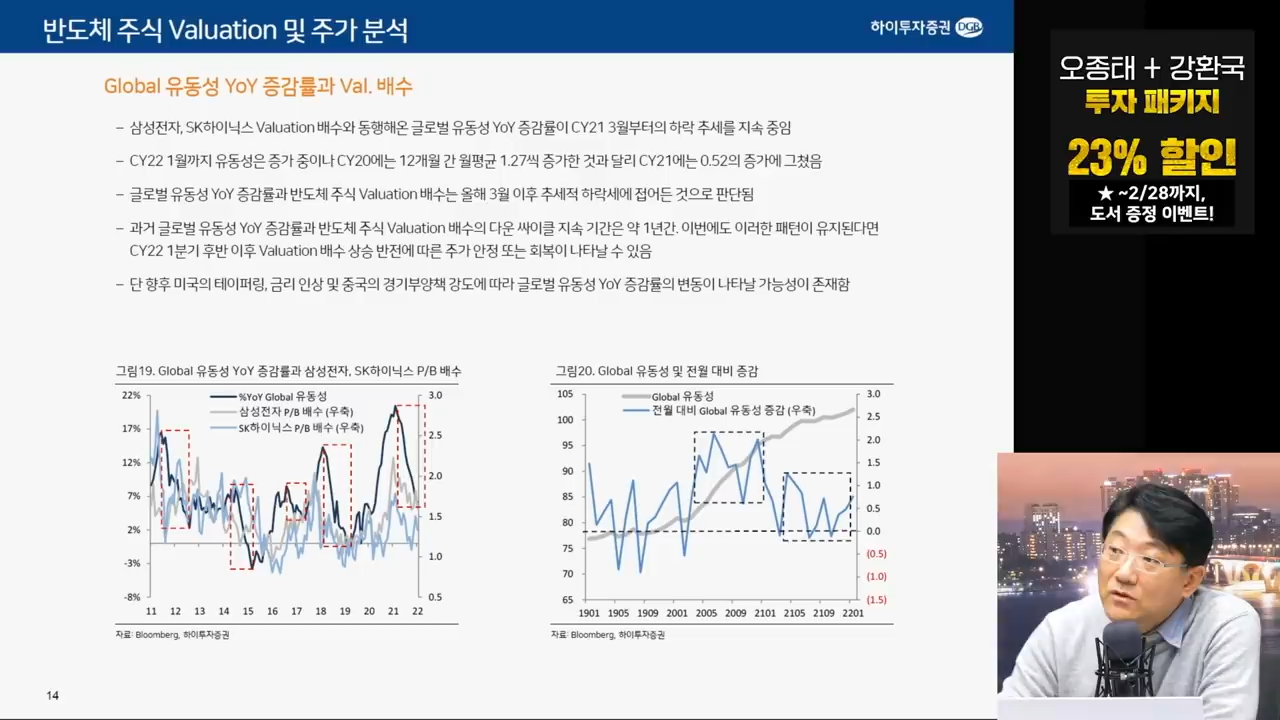 반도체 주식 Valuation 및 주가 분석
하이투자증권 DGB
Global 유동성 YoY 증감률과 Val. 배수
– 삼성전자, SK하이닉스 Valuation 배수와 동행해온 글로벌 유동성 YoY 증감률이 CY21 3월부터의 하락 추세를 지속 중임
– CY22 1월까지 유동성은 증가 중이나 CY20에는 12개월 간 월평균 1.27씩 증가한 것과 달리 CY21에는 0.52의 증가에 그쳤음
– 글로벌 유동성 YoY 증감률과 반도체 주식 Valuation 배수는 올해 3월 이후 추세적 하락세에 접어든 것으로 판단됨
– 과거 글로벌 유동성 YoY 증감률과 반도체 주식 Valuation 배수의 다운 싸이클 지속 기간은 약 1년간. 이번에도 이러한 패턴이 유지된다면
CY22 1분기 후반 이후 Valuation 배수 상승 반전에 따른 주가 안정 또는 회복이 나타날 수 있음
– 단 향후 미국의 테이퍼링, 금리 인상 및 중국의 경기부양책 강도에 따라 글로벌 유동성 YoY 증감률의 변동이 나타날 가능성이 존재함
그림19. Global 유동성 YoY 증감률과 삼성전자, SK하이닉스 P/B 배수
%YoY Global 유동성
삼성전자 P/B 배수 (우축)
SK하이닉스 P/B 배수 (우축)
22%
17%
12%
7%
2%
-3%
-8%
3.0
2.5
2.0
1.5
1.0
0.5
11 12 13 14 15 16 17 18 19 20 21 22
자료: Bloomberg, 하이투자증권
그림20. Global 유동성 및 전월 대비 증감
Global 유동성
전월 대비 Global 유동성 증감 (우축)
105
100
95
90
85
80
75
70
65
3.0
2.5
2.0
1.5
1.0
0.5
0.0
(0.5)
(1.0)
(1.5)
1901 1905 1909 2001 2005 2009 2101 2105 2109 2201
자료: Bloomberg, 하이투자증권
14
오종태 + 강환국
투자 패키지
23% 할인
★ ~2/28까지,
도서 증정 이벤트!